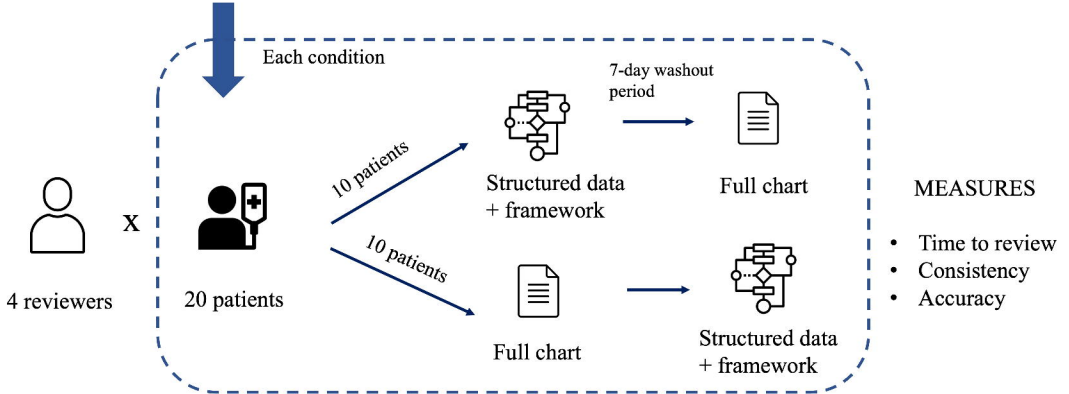 Each condition
7-day washout
period
10 patients
Structured data
+ framework
Full chart
4 reviewers
X
20 patients
10 patients
Full chart
Structured data
+ framework
MEASURES
• Time to review
• Consistency
• Accuracy